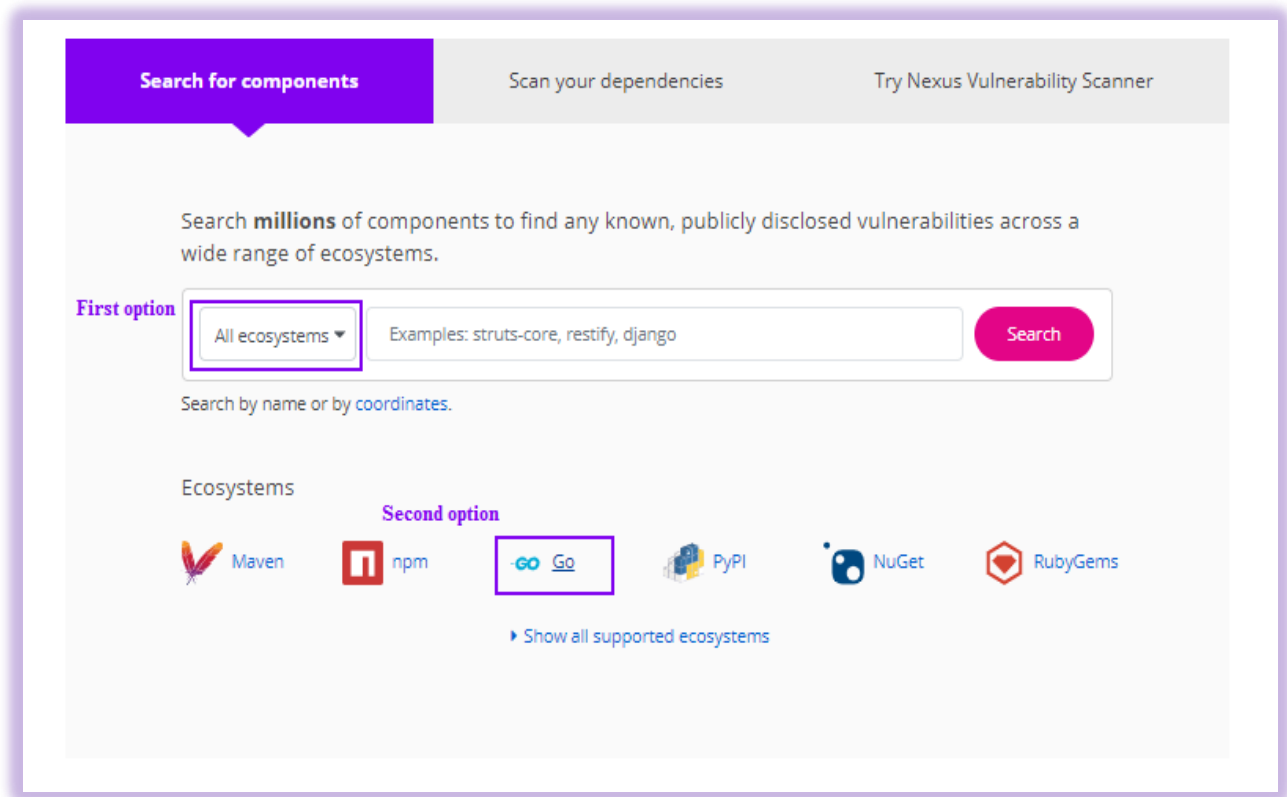 Search for components
Scan your dependencies
Try Nexus Vulnerability Scanner
Search millions of components to find any known, publicly disclosed vulnerabilities across a
wide range of ecosystems.
First option
All ecosystems
Examples: struts-core, restify, django
Search
Search by name or by coordinates.
Ecosystems
Second option
Maven
npm
GO Go
PyPI
NuGet
RubyGems
Show all supported ecosystems